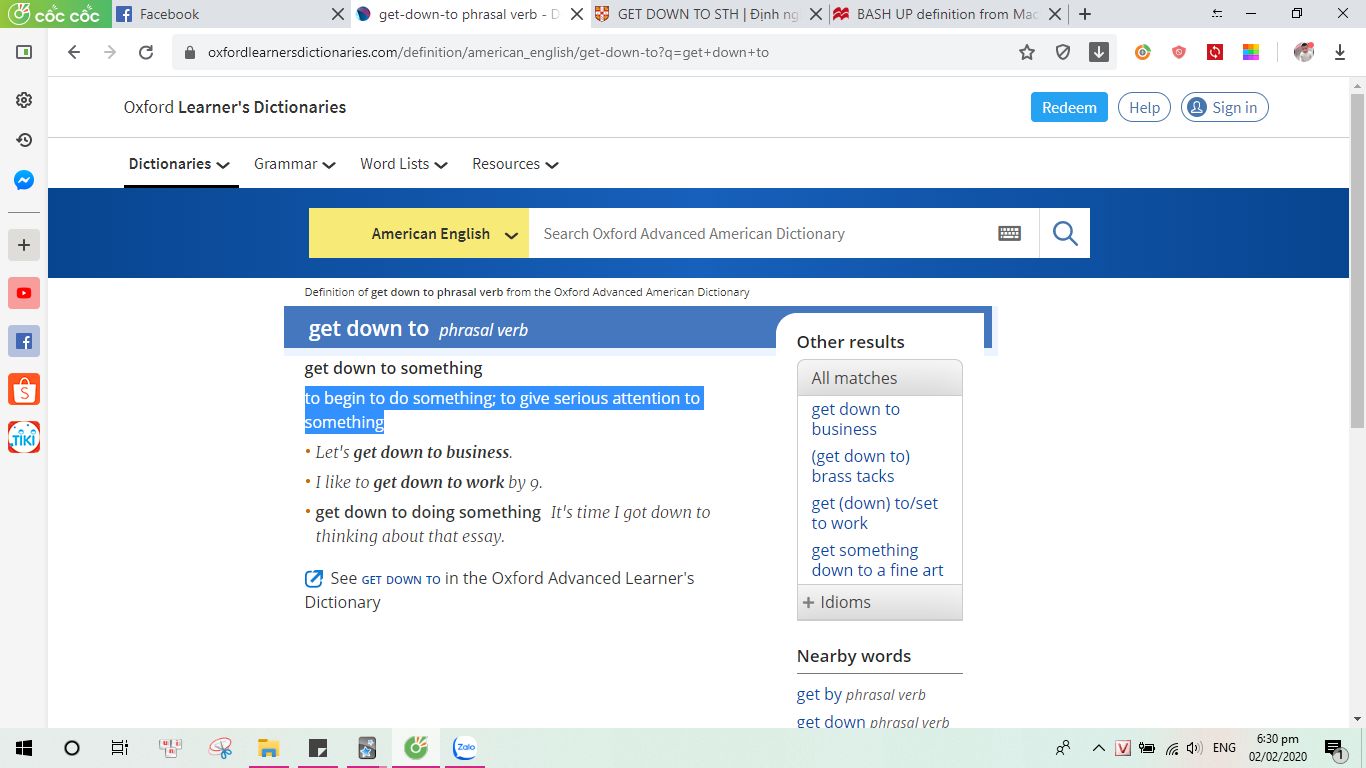 cốc cốc
Facebook
get-down-to phrasal verb - D
GET DOWN TO STH | Định ng
BASH UP definition from Mac
oxfordlearnersdictionaries.com/definition/american_english/get-down-to?q=get+down+to
Oxford Learner's Dictionaries
Redeem
Help
Sign in
Dictionaries
Grammar
Word Lists
Resources
American English
Search Oxford Advanced American Dictionary
Definition of get down to phrasal verb from the Oxford Advanced American Dictionary
get down to phrasal verb
get down to something
to begin to do something; to give serious attention to
something
• Let's get down to business.
• I like to get down to work by 9.
• get down to doing something It's time I got down to
thinking about that essay.
See GET DOWN TO in the Oxford Advanced Learner's
Dictionary
Other results
All matches
get down to
business
(get down to)
brass tacks
get (down) to/set
to work
get something
down to a fine art
+ Idioms
Nearby words
get by phrasal verb
get down phrasal verb
TIKI
Zalo
V
ENG
6:30 pm
02/02/2020
1